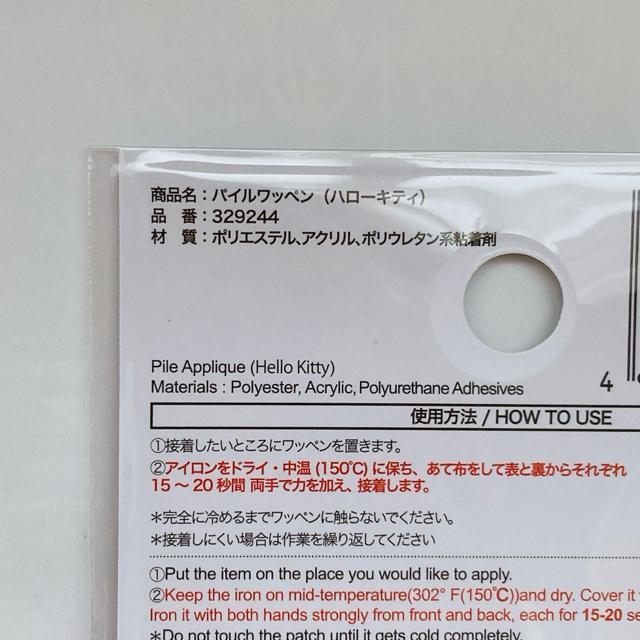 商品名：パイルワッペン（ハローキティ）
品　番：329244
材　質：ポリエステル、アクリル、ポリウレタン系粘着剤
Pile Applique (Hello Kitty)
Materials : Polyester, Acrylic, Polyurethane Adhesives
4
使用方法 / HOW TO USE
①接着したいところにワッペンを置きます。
②アイロンをドライ・中温 (150℃) に保ち、あて布をして表と裏からそれぞれ
15～20 秒間 両手で力を加え、接着します。
＊完全に冷めるまでワッペンに触らないでください。
＊接着しにくい場合は作業を繰り返してください
①Put the item on the place you would like to apply.
②Keep the iron on mid-temperature(302° F(150℃))and dry. Cover it
Iron it with both hands strongly from front and back, each for 15-20
＊Do not touch the patch until it gets cold completely.